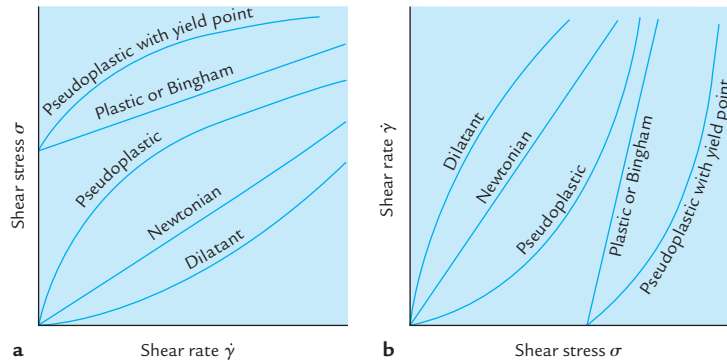 Shear stress σ
Pseudoplastic with yield point
Plastic or Bingham
Pseudoplastic
Newtonian
Dilatant
a
Shear rate γ̇
Shear rate γ̇
Dilatant
Newtonian
Pseudoplastic
Plastic or Bingham
Pseudoplastic with yield point
b
Shear stress σ